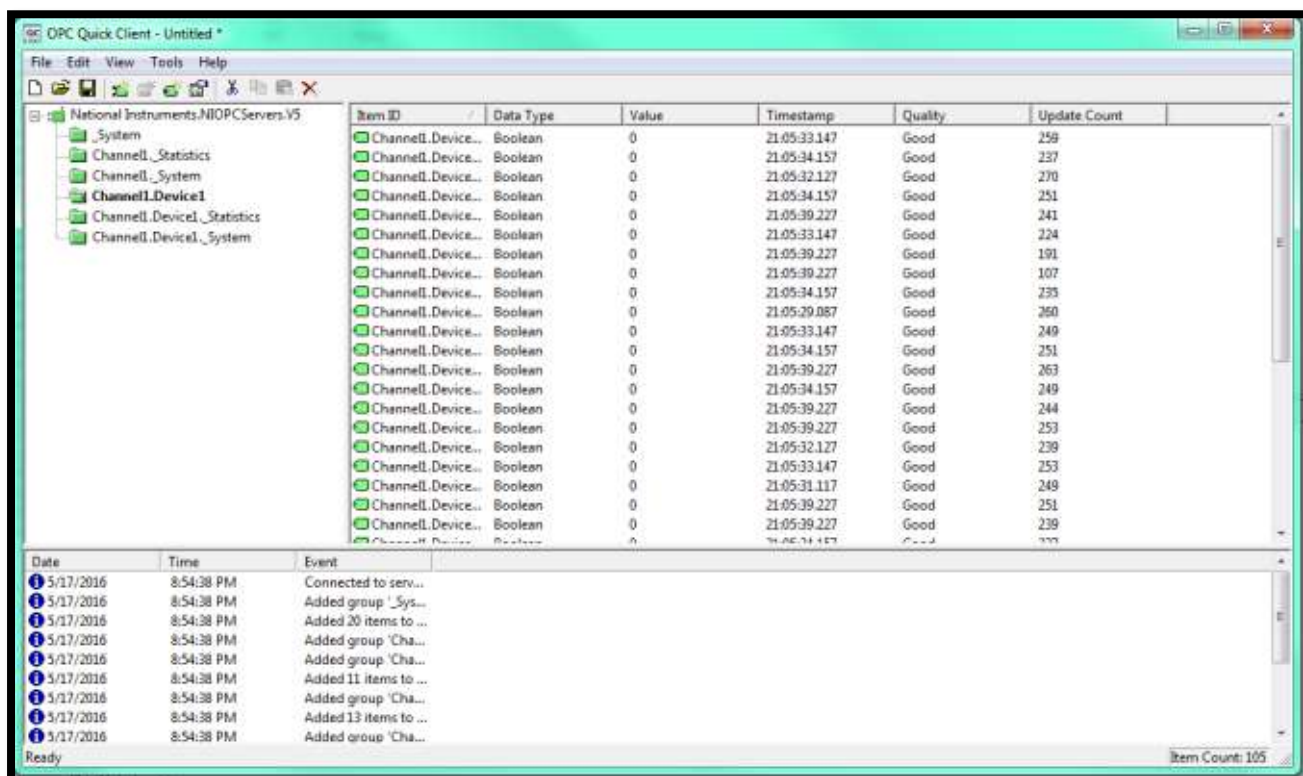 OPC Quick Client - Untitled *
File Edit View Tools Help
National Instruments.NIOPCServers.V5
_System
Channel1._Statistics
Channel1._System
Channel1.Device1
Channel1.Device1._Statistics
Channel1.Device1._System
Item ID Data Type Value Timestamp Quality Update Count
Channel1.Device... Boolean 0 21:05:33.147 Good 259
Channel1.Device... Boolean 0 21:05:34.157 Good 237
Channel1.Device... Boolean 0 21:05:32.127 Good 270
Channel1.Device... Boolean 0 21:05:34.157 Good 251
Channel1.Device... Boolean 0 21:05:39.227 Good 241
Channel1.Device... Boolean 0 21:05:33.147 Good 224
Channel1.Device... Boolean 0 21:05:39.227 Good 191
Channel1.Device... Boolean 0 21:05:39.227 Good 107
Channel1.Device... Boolean 0 21:05:34.157 Good 235
Channel1.Device... Boolean 0 21:05:29.087 Good 260
Channel1.Device... Boolean 0 21:05:33.147 Good 249
Channel1.Device... Boolean 0 21:05:34.157 Good 251
Channel1.Device... Boolean 0 21:05:39.227 Good 263
Channel1.Device... Boolean 0 21:05:34.157 Good 249
Channel1.Device... Boolean 0 21:05:39.227 Good 244
Channel1.Device... Boolean 0 21:05:39.227 Good 253
Channel1.Device... Boolean 0 21:05:32.127 Good 239
Channel1.Device... Boolean 0 21:05:33.147 Good 253
Channel1.Device... Boolean 0 21:05:31.117 Good 249
Channel1.Device... Boolean 0 21:05:39.227 Good 251
Channel1.Device... Boolean 0 21:05:39.227 Good 239
Date Time Event
5/17/2016 8:54:38 PM Connected to serv...
5/17/2016 8:54:38 PM Added group '_Sys...
5/17/2016 8:54:38 PM Added 20 items to ...
5/17/2016 8:54:38 PM Added group 'Cha...
5/17/2016 8:54:38 PM Added group 'Cha...
5/17/2016 8:54:38 PM Added 11 items to ...
5/17/2016 8:54:38 PM Added group 'Cha...
5/17/2016 8:54:38 PM Added 13 items to ...
5/17/2016 8:54:38 PM Added group 'Cha...
Ready Item Count: 105